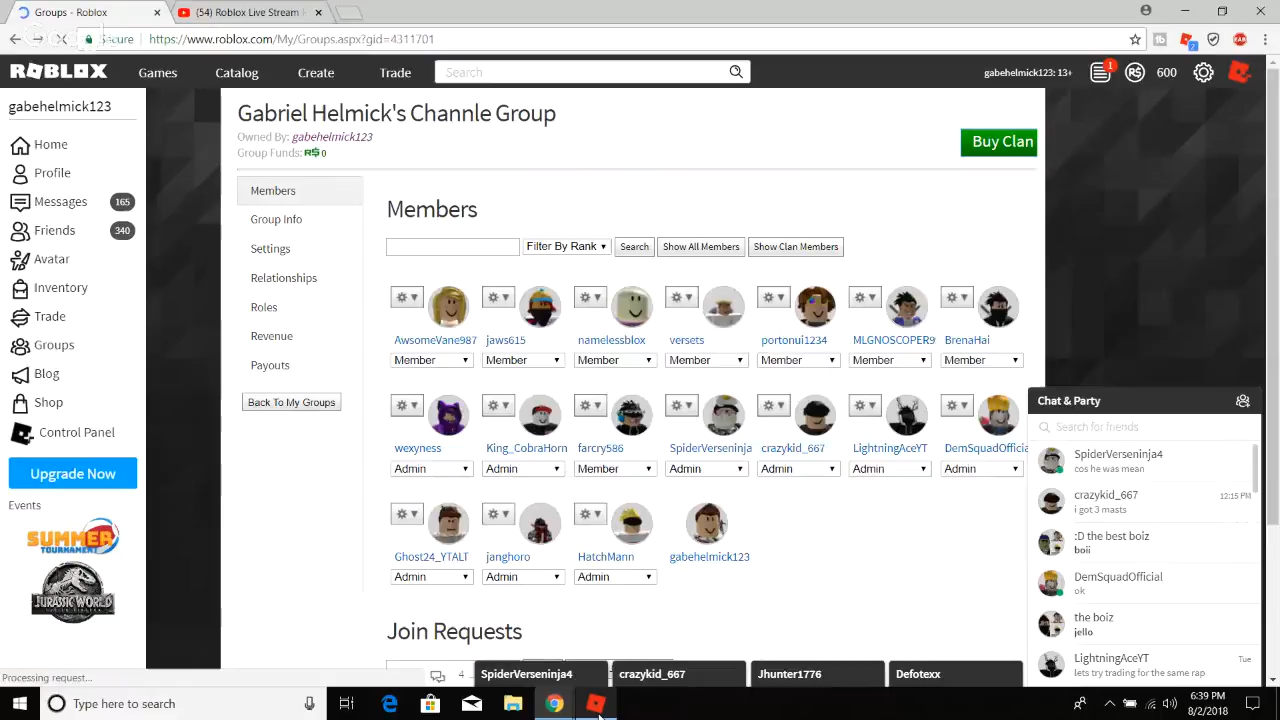 Groups - Roblox
(54) Roblox Live Stream
Secure
https://www.roblox.com/My/Groups.aspx?gid=4311701
2
RAB
ROBLOX
Games
Catalog
Create
Trade
Search
gabehelmick123: 13+
1
R$
600
gabehelmick123
Home
Profile
Messages 165
Friends 340
Avatar
Inventory
Trade
Groups
Blog
Shop
Control Panel
Upgrade Now
Events
SUMMER TOURNAMENT
JURASSIC WORLD
Processing request...
Gabriel Helmick's Channle Group
Owned By: gabehelmick123
Group Funds: R$ 0
Buy Clan
Members
Group Info
Settings
Relationships
Roles
Revenue
Payouts
Back To My Groups
Members
Filter By Rank Search Show All Members Show Clan Members
AwsomeVane987 jaws615 namelessblox versets portonui1234 MLGNOSCOPER9 BrenaHai
Member Member Member Member Member Member Member
wexyness King_CobraHorn farcry586 SpiderVerseninja crazykid_667 LightningAceYT DemSquadOfficia
Admin Admin Member Admin Admin Admin Admin
Ghost24_YTALT janghoro HatchMann gabehelmick123
Admin Admin Admin
Join Requests
Chat & Party
Search for friends
SpiderVerseninja4
cos he was mean
crazykid_667 12:15 PM
i got 3 masts
:D the best boiz
boii
DemSquadOfficial
ok
the boiz
jello
LightningAceYT Tue
lets try trading for the same rap
4
SpiderVerseninja4
crazykid_667
Jhunter1776
Defotexx
Type here to search
6:39 PM
8/2/2018